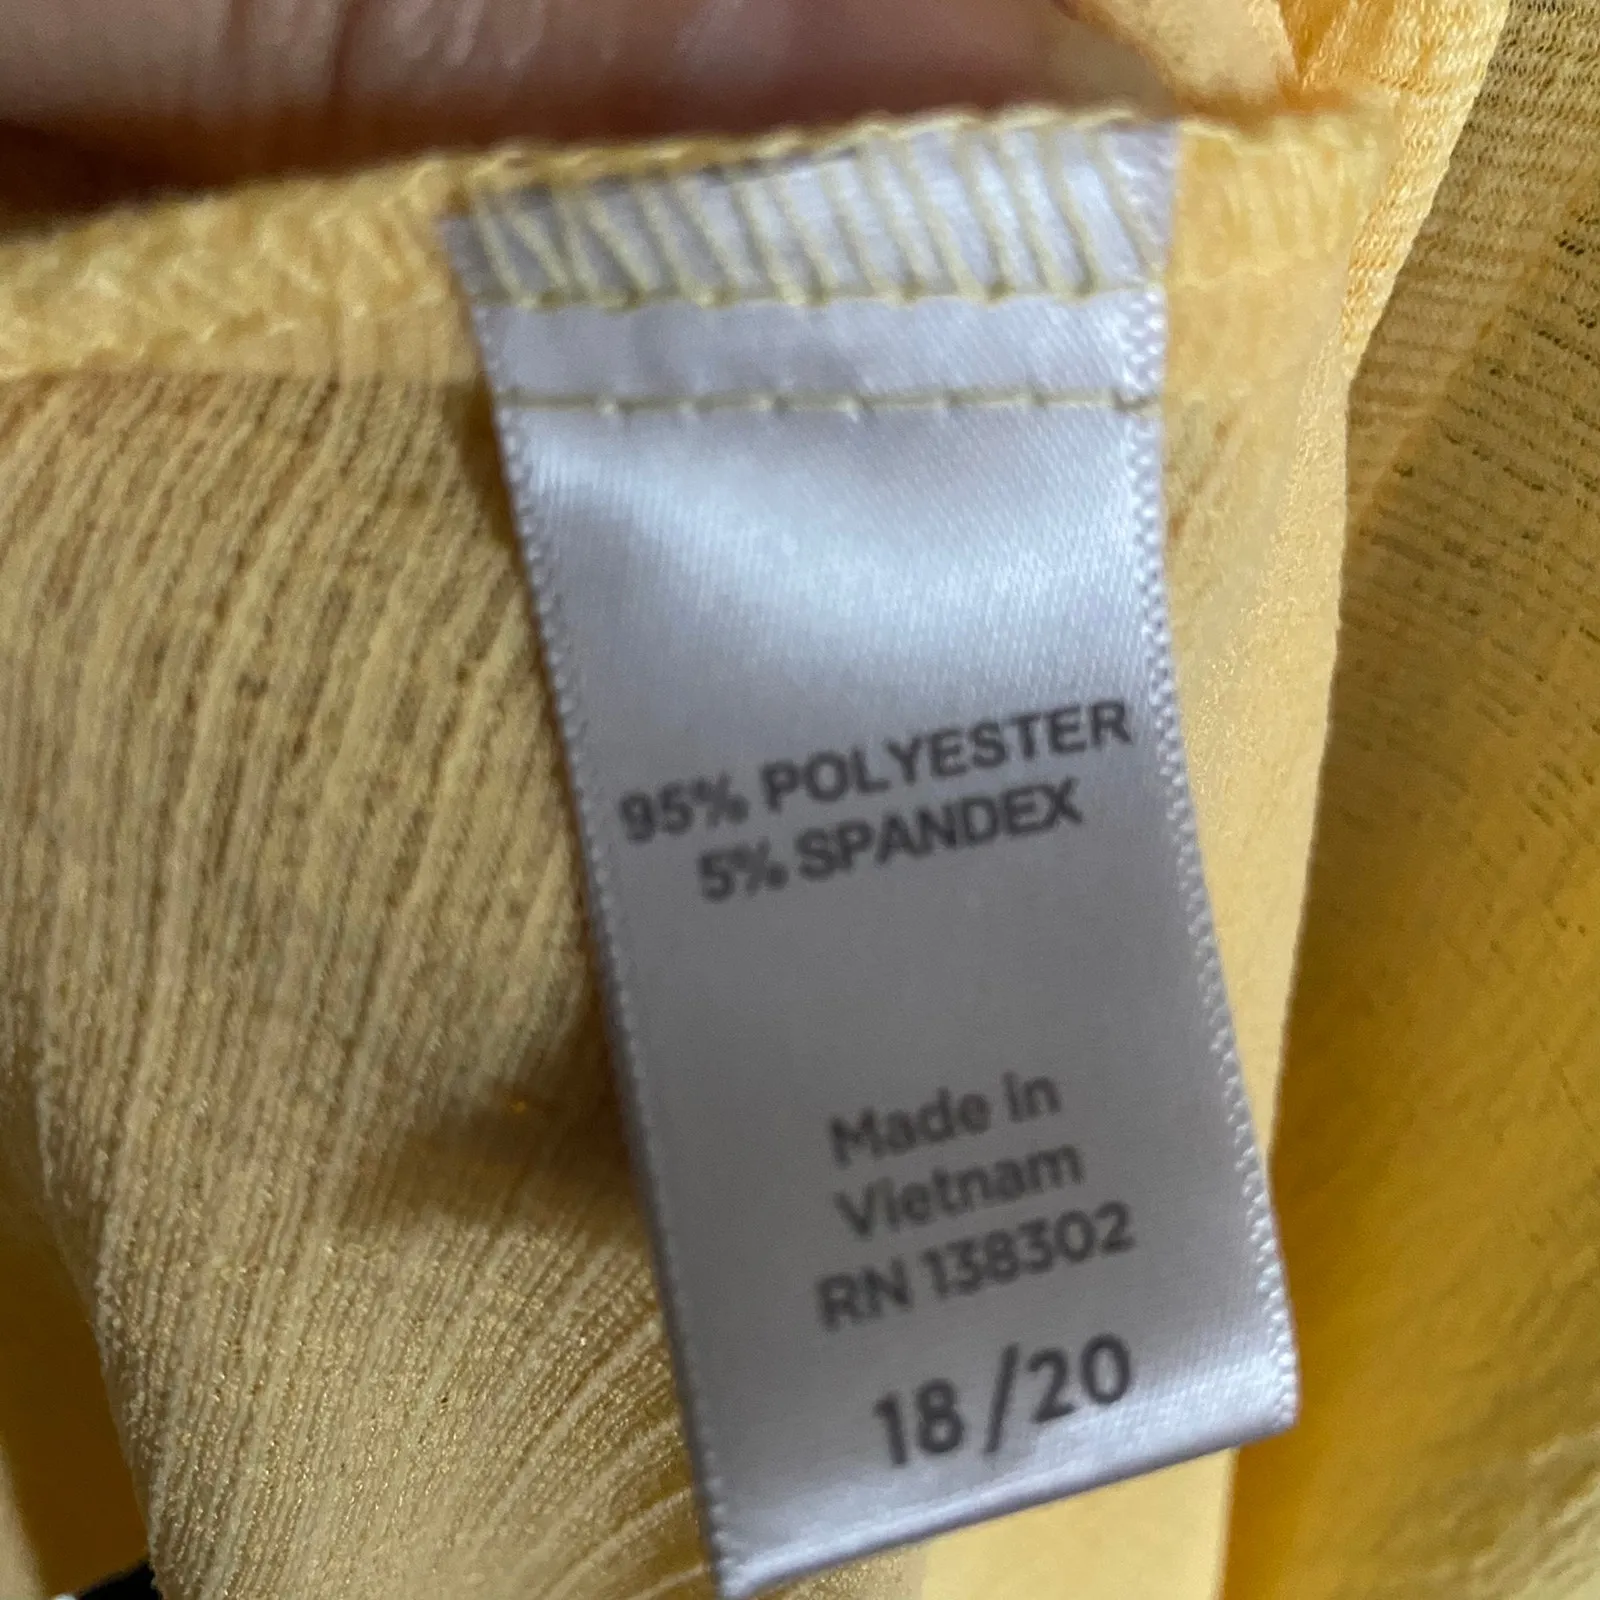 95% POLYESTER
5% SPANDEX
Made in
Vietnam
RN 138302
18/20